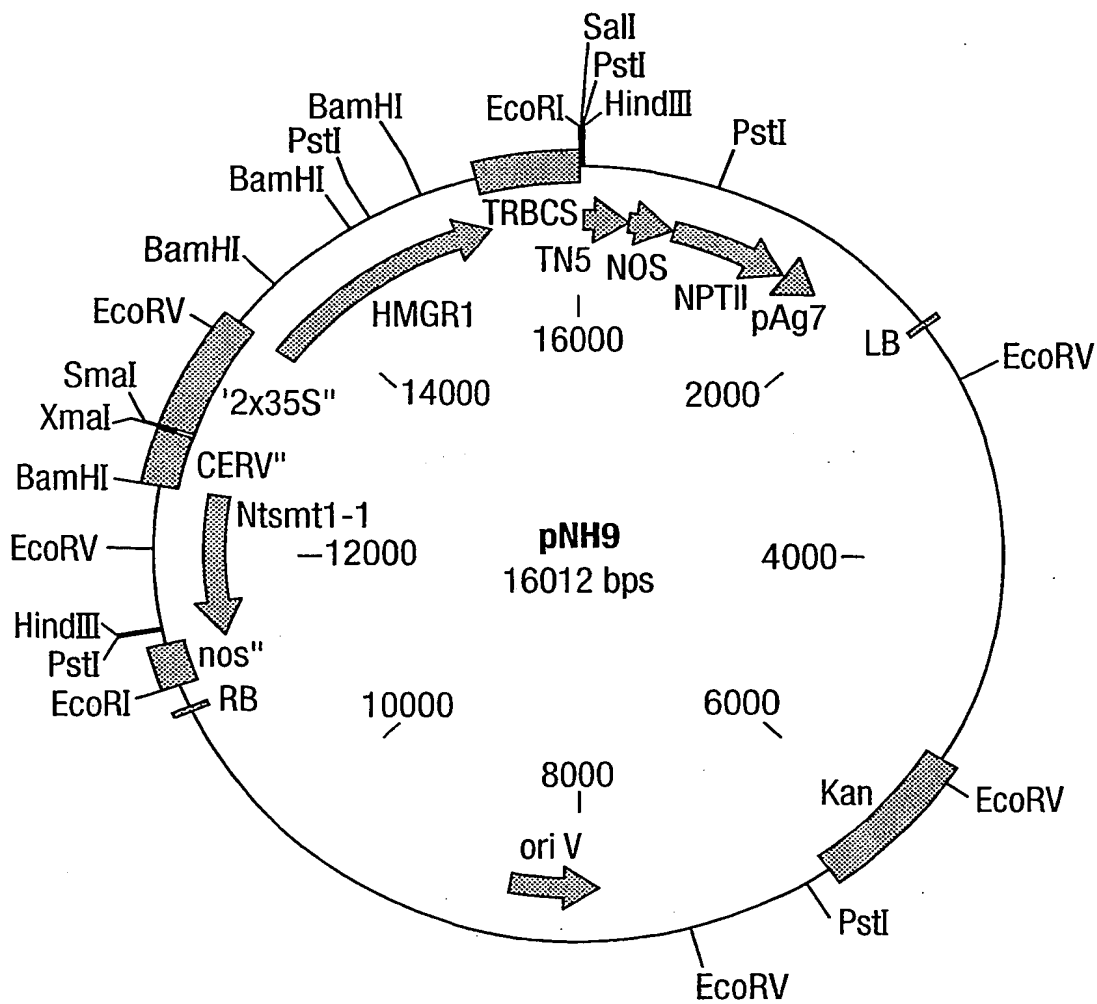 SalI
PstI
HindIII
EcoRI
BamHI
PstI
BamHI
BamHI
EcoRV
SmaI
XmaI
BamHI
EcoRV
HindIII
PstI
EcoRI
PstI
LB
EcoRV
EcoRV
PstI
EcoRV
TRBCS
TN5
NOS
NPTII
pAg7
HMGR1
'2x35S"
CERV"
Ntsmt1-1
nos"
RB
16000
14000
2000
12000
4000
10000
6000
8000
pNH9
16012 bps
Kan
ori V